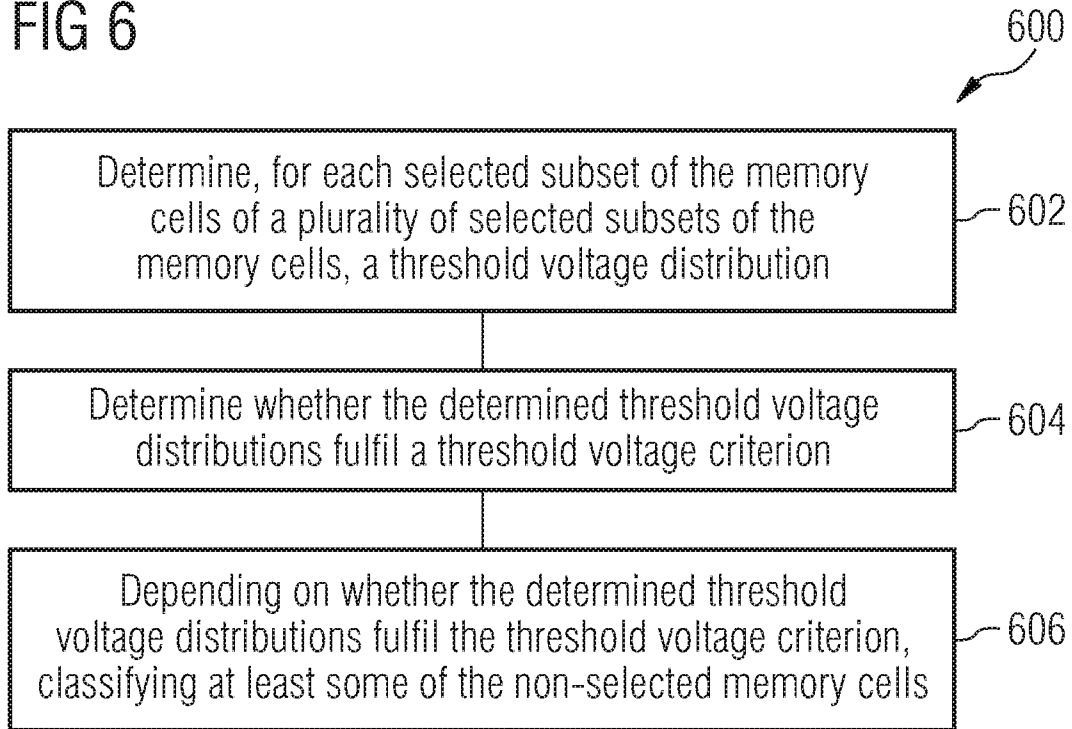 FIG 6
600
Determine, for each selected subset of the memory
cells of a plurality of selected subsets of the
memory cells, a threshold voltage distribution
602
Determine whether the determined threshold voltage
distributions fulfil a threshold voltage criterion
604
Depending on whether the determined threshold
voltage distributions fulfil the threshold voltage criterion,
classifying at least some of the non-selected memory cells
606